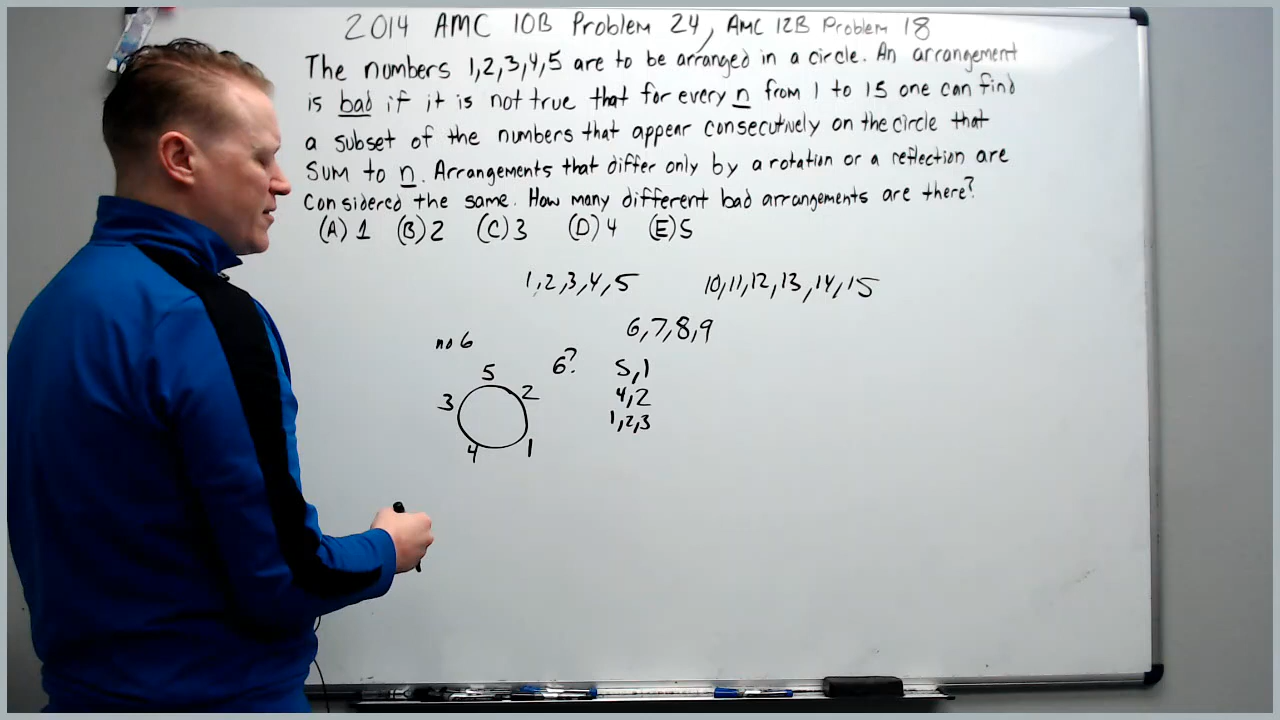 2014 AMC 10B Problem 24, AMC 12B Problem 18
The numbers 1,2,3,4,5 are to be arranged in a circle. An arrangement
is bad if it is not true that for every n from 1 to 15 one can find
a subset of the numbers that appear consecutively on the circle that
sum to n. Arrangements that differ only by a rotation or a reflection are
considered the same. How many different bad arrangements are there?
(A) 1 (B) 2 (C) 3 (D) 4 (E) 5
1,2,3,4,5 10,11,12,13,14,15
6,7,8,9
no 6
6? 5,1
5
4,2
3 2
1,2,3
4 1